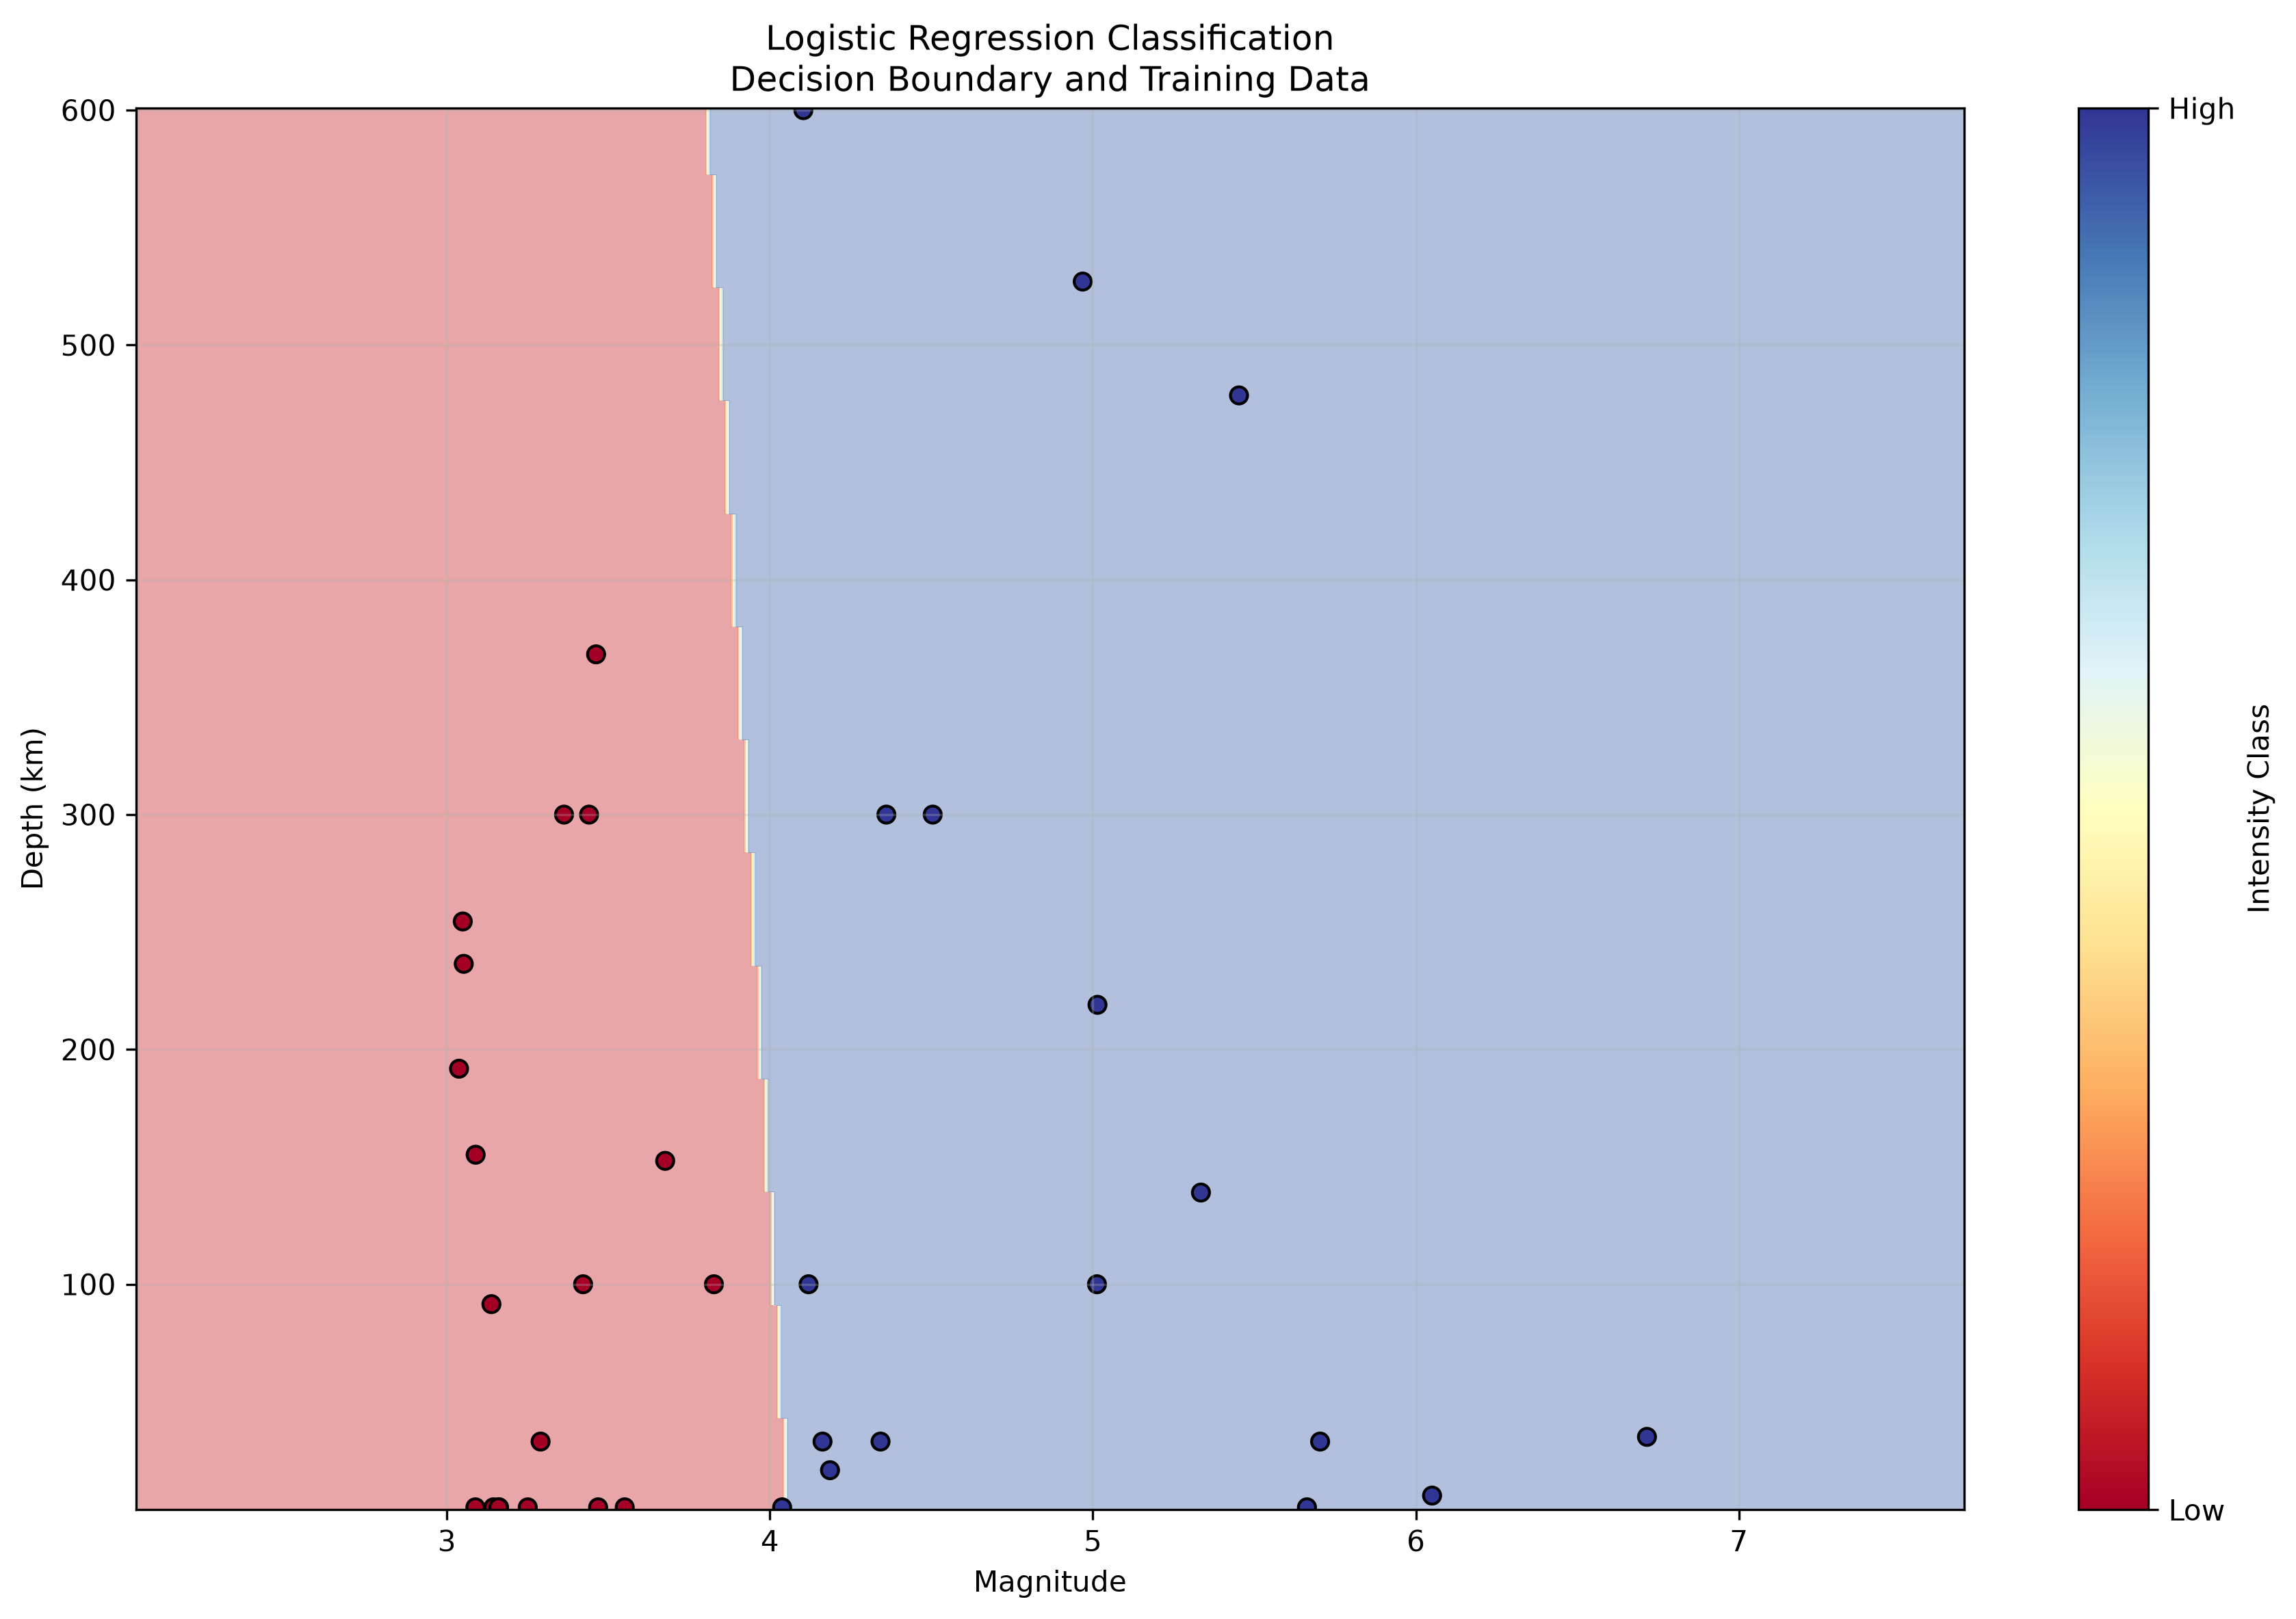 Logistic Regression Classification
Decision Boundary and Training Data
600
500
400
300
200
100
Depth (km)
3
4
5
6
7
Magnitude
High
Low
Intensity Class